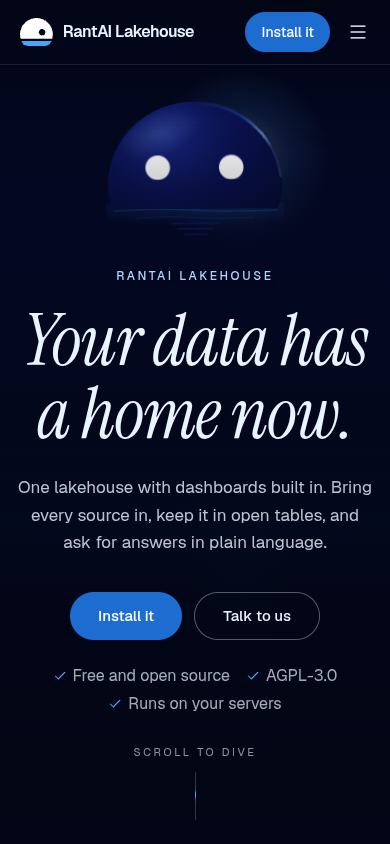 RantAI Lakehouse
Install it
RANTAI LAKEHOUSE
Your data has
a home now.
One lakehouse with dashboards built in. Bring
every source in, keep it in open tables, and
ask for answers in plain language.
Install it
Talk to us
Free and open source
AGPL-3.0
Runs on your servers
SCROLL TO DIVE